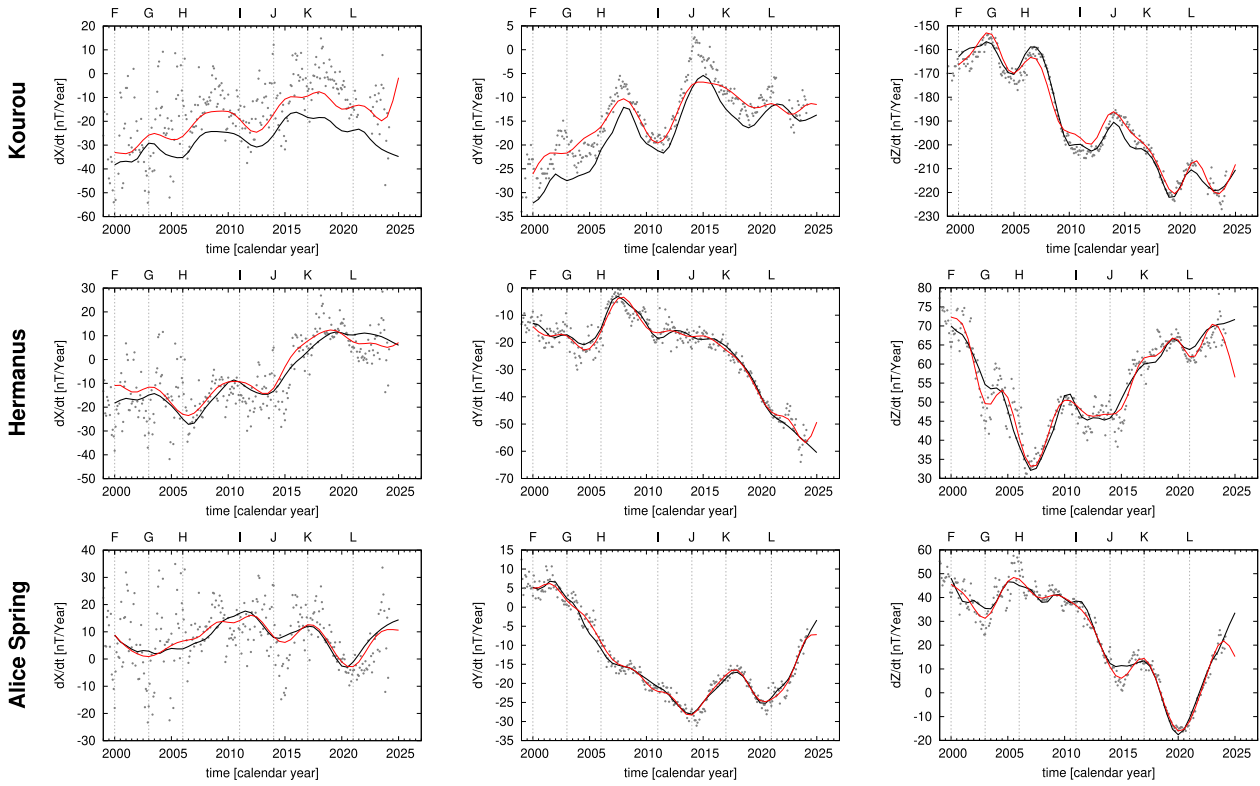 Kourou
F G H I J K L
dX/dt [nT/Year]
20
10
0
-10
-20
-30
-40
-50
-60
2000 2005 2010 2015 2020 2025
time [calendar year]
F G H I J K L
dY/dt [nT/Year]
5
0
-5
-10
-15
-20
-25
-30
-35
2000 2005 2010 2015 2020 2025
time [calendar year]
F G H I J K L
dZ/dt [nT/Year]
-150
-160
-170
-180
-190
-200
-210
-220
-230
2000 2005 2010 2015 2020 2025
time [calendar year]
Hermanus
F G H I J K L
dX/dt [nT/Year]
30
20
10
0
-10
-20
-30
-40
-50
2000 2005 2010 2015 2020 2025
time [calendar year]
F G H I J K L
dY/dt [nT/Year]
0
-10
-20
-30
-40
-50
-60
-70
2000 2005 2010 2015 2020 2025
time [calendar year]
F G H I J K L
dZ/dt [nT/Year]
80
75
70
65
60
55
50
45
40
35
30
2000 2005 2010 2015 2020 2025
time [calendar year]
Alice Spring
F G H I J K L
dX/dt [nT/Year]
40
30
20
10
0
-10
-20
-30
2000 2005 2010 2015 2020 2025
time [calendar year]
F G H I J K L
dY/dt [nT/Year]
15
10
5
0
-5
-10
-15
-20
-25
-30
-35
2000 2005 2010 2015 2020 2025
time [calendar year]
F G H I J K L
dZ/dt [nT/Year]
60
50
40
30
20
10
0
-10
-20
2000 2005 2010 2015 2020 2025
time [calendar year]